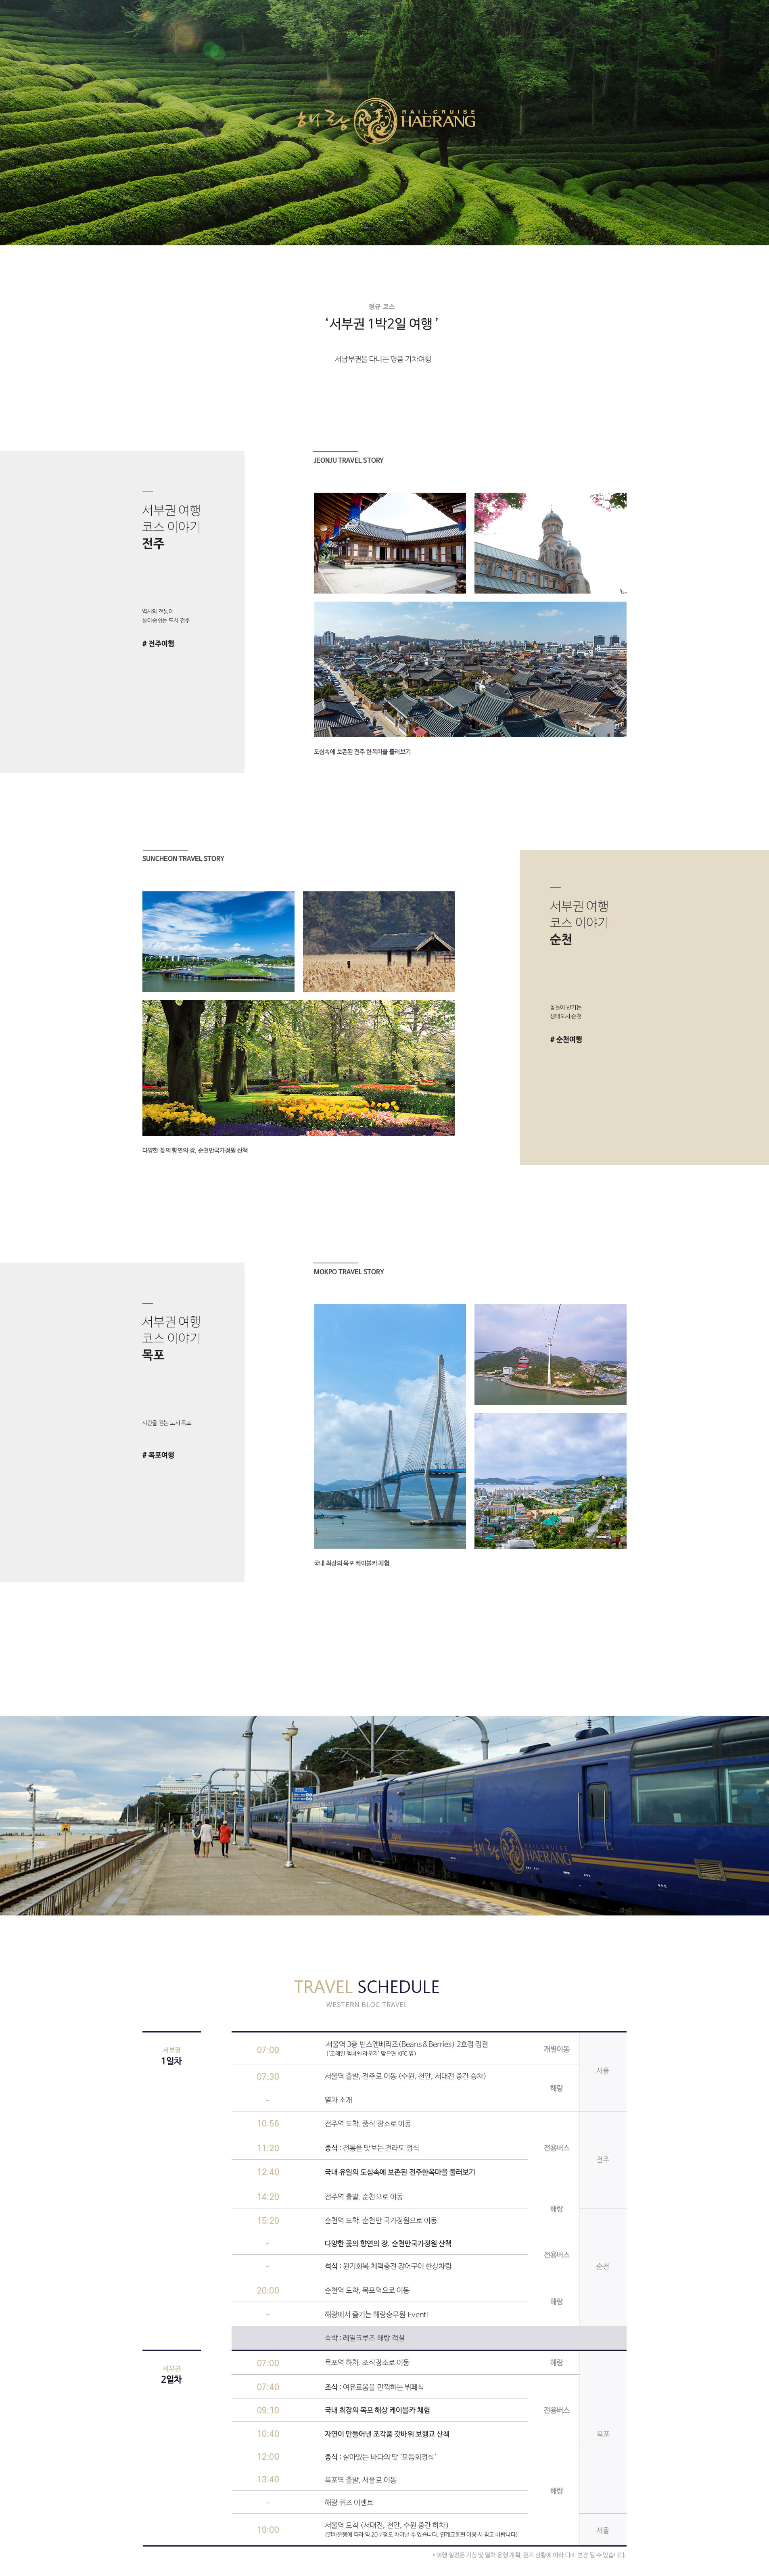 해랑
RAIL CRUISE
HAERANG
정규 코스
‘서부권 1박2일 여행’
서남부권을 다니는 명품 기차여행
JEONJU TRAVEL STORY
서부권 여행
코스 이야기
전주
역사와 전통이
살아숨쉬는 도시 전주
# 전주여행
도심속에 보존된 전주 한옥마을 둘러보기
SUNCHEON TRAVEL STORY
서부권 여행
코스 이야기
순천
꽃들이 반기는
생태도시 순천
# 순천여행
다양한 꽃의 향연의 장, 순천만국가정원 산책
MOKPO TRAVEL STORY
서부권 여행
코스 이야기
목포
시간을 걷는 도시 목포
# 목포여행
국내 최장의 목포 케이블카 체험
해랑 RAIL CRUISE
HAERANG
TRAVEL SCHEDULE
WESTERN BLOC TRAVEL
서부권
1일차
07:00 서울역 3층 빈스앤베리즈(Beans&Berries) 2호점 집결 개별이동
('코레일 멤버쉽 라운지' 맞은편 KFC 옆)
서울
07:30 서울역 출발, 전주로 이동 (수원, 천안, 서대전 중간 승차)
해랑
- 열차 소개
10:56 전주역 도착. 중식 장소로 이동
11:20 중식 : 전통을 맛보는 전라도 정식 전용버스
전주
12:40 국내 유일의 도심속에 보존된 전주한옥마을 둘러보기
14:20 전주역 출발. 순천으로 이동
해랑
15:20 순천역 도착. 순천만 국가정원으로 이동
- 다양한 꽃의 향연의 장, 순천만국가정원 산책
전용버스
순천
- 석식 : 원기회복 체력충전 장어구이 한상차림
20:00 순천역 도착, 목포역으로 이동
해랑
- 해랑에서 즐기는 해랑승무원 Event!
숙박 : 레일크루즈 해랑 객실
서부권
2일차
07:00 목포역 하차. 조식장소로 이동 해랑
07:40 조식 : 여유로움을 만끽하는 뷔페식
09:10 국내 최장의 목포 해상 케이블카 체험 전용버스
10:40 자연이 만들어낸 조각품 갓바위 보행교 산책 목포
12:00 중식 : 살아있는 바다의 맛 '모듬회정식'
13:40 목포역 출발, 서울로 이동
해랑
- 해랑 퀴즈 이벤트
19:00 서울역 도착 (서대전, 천안, 수원 중간 하차) 서울
(열차운행에 따라 약 20분정도 차이날 수 있습니다. 연계교통편 이용 시 참고 바랍니다)
* 여행 일정은 기상 및 열차 운행 계획, 현지 상황에 따라 다소 변경 될 수 있습니다.